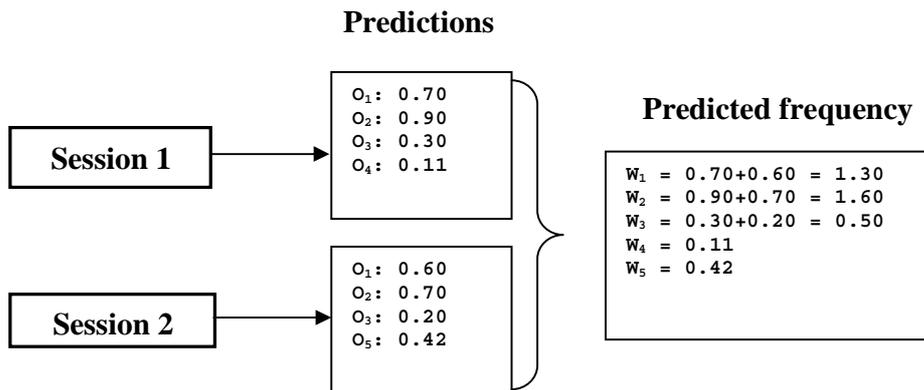 Predictions
Session 1
O₁: 0.70
O₂: 0.90
O₃: 0.30
O₄: 0.11
Session 2
O₁: 0.60
O₂: 0.70
O₃: 0.20
O₅: 0.42
Predicted frequency
W₁ = 0.70+0.60 = 1.30
W₂ = 0.90+0.70 = 1.60
W₃ = 0.30+0.20 = 0.50
W₄ = 0.11
W₅ = 0.42